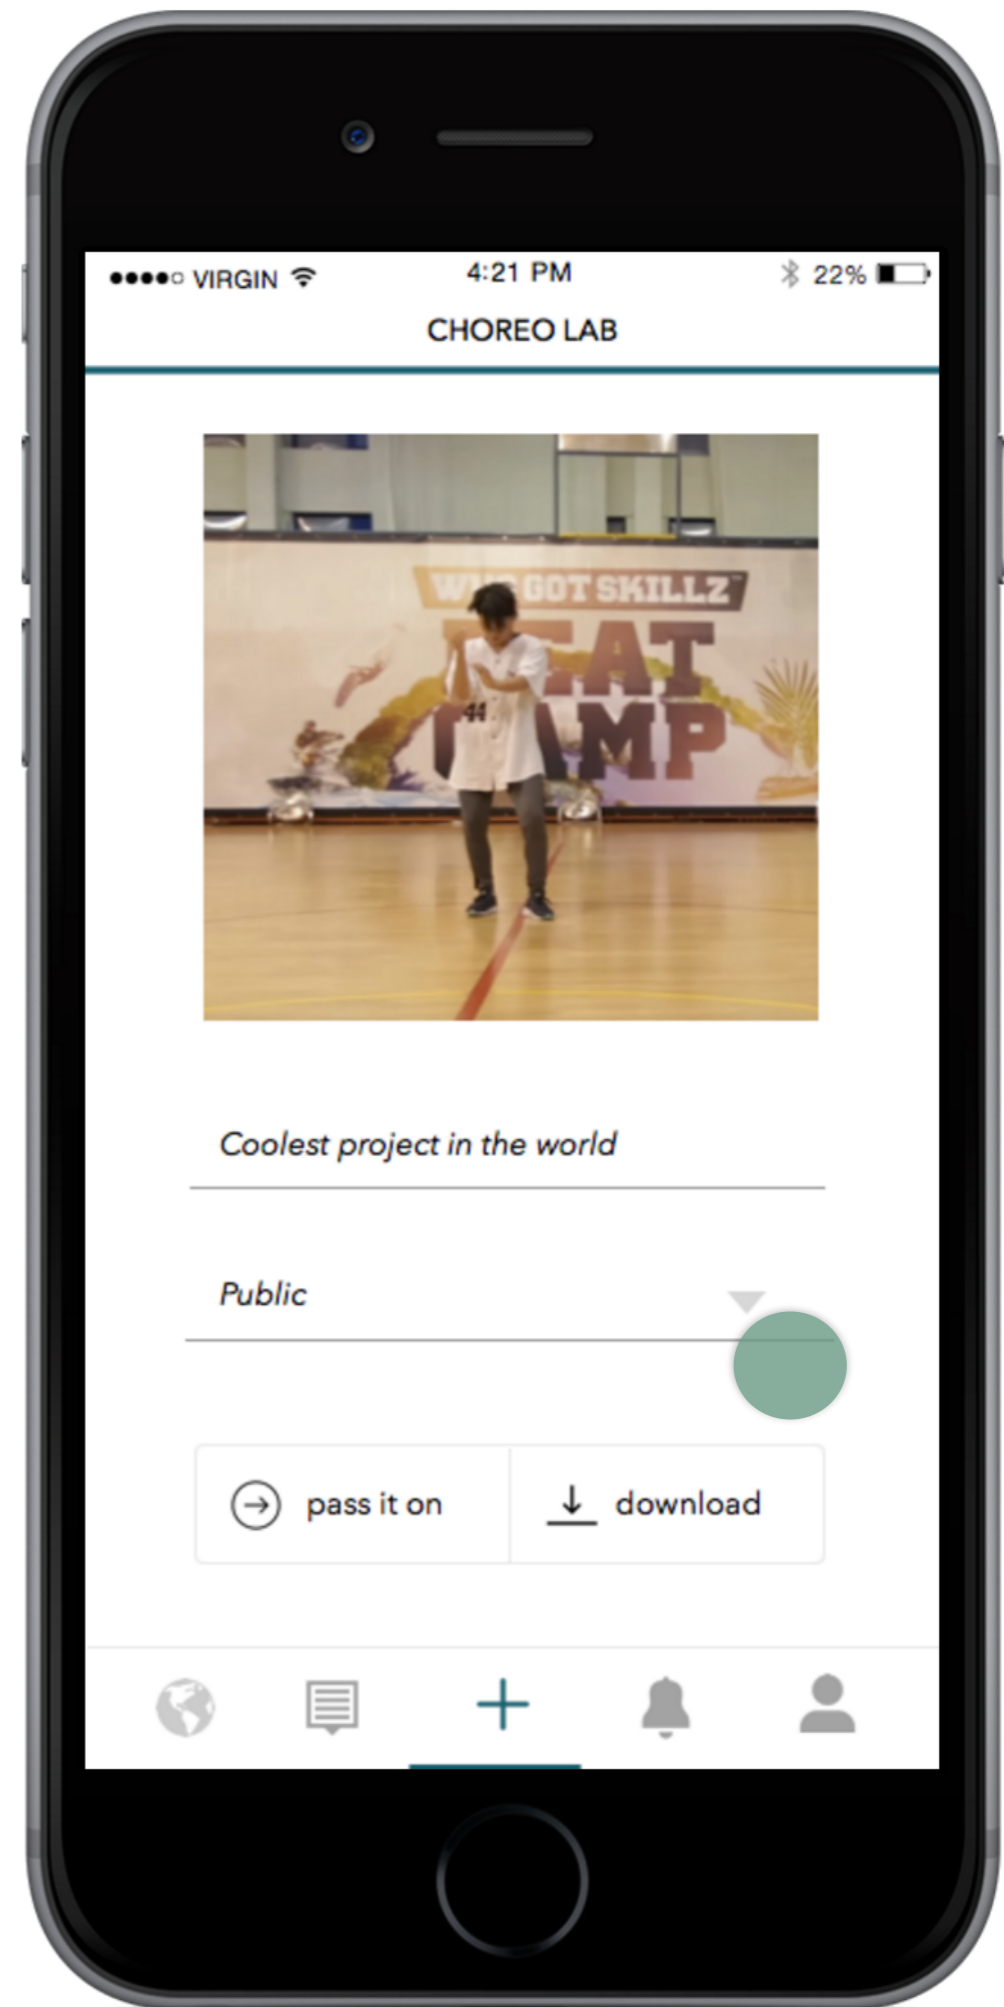 VIRGIN 4:21 PM 22%
CHOREO LAB
GOT SKILLZ
CAMP
44
Coolest project in the world
Public
pass it on download